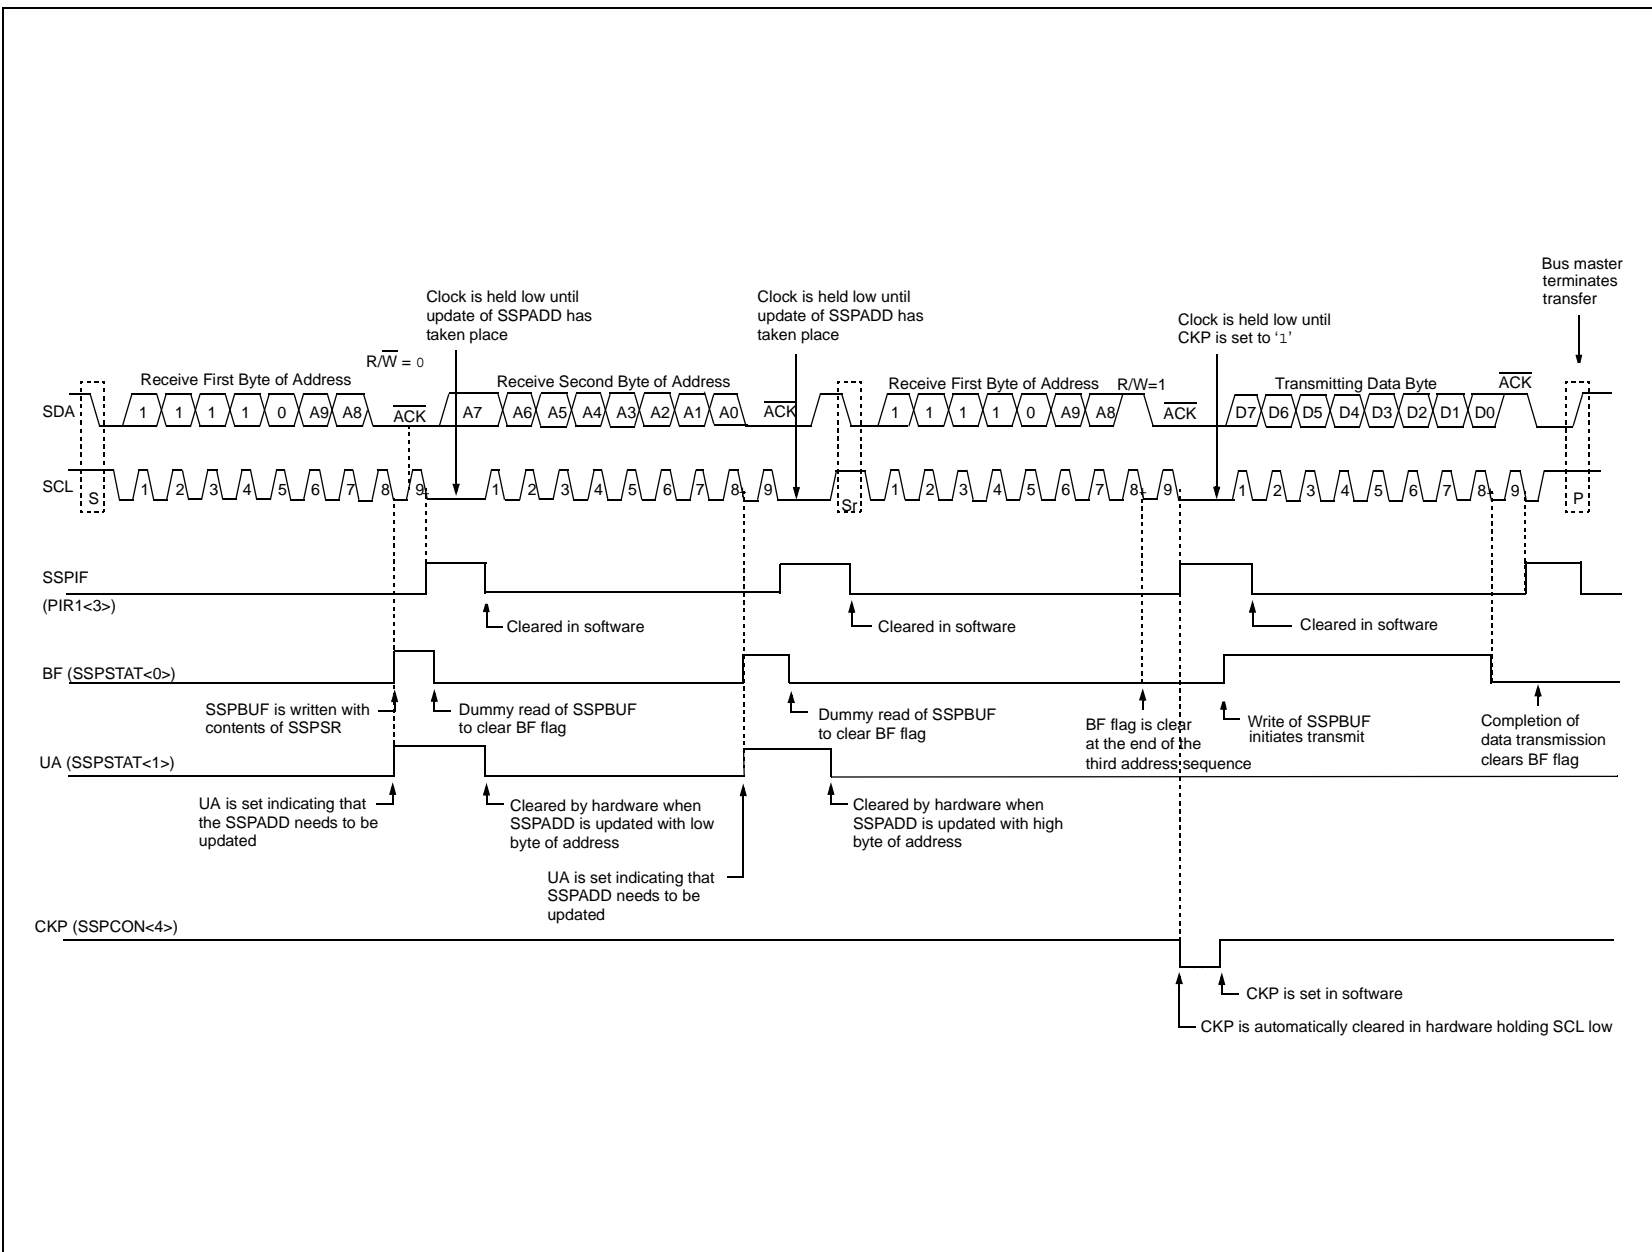 Bus master
terminates
transfer
Clock is held low until
update of SSPADD has
taken place
Clock is held low until
update of SSPADD has
taken place
Clock is held low until
CKP is set to ‘1’
R/W = 0
Receive First Byte of Address
Receive Second Byte of Address
Receive First Byte of Address
R/W=1
Transmitting Data Byte
ACK
SDA
1 1 1 1 0 A9 A8
ACK
A7 A6 A5 A4 A3 A2 A1 A0
ACK
1 1 1 1 0 A9 A8
ACK
D7 D6 D5 D4 D3 D2 D1 D0
SCL
S
1 2 3 4 5 6 7 8 9
1 2 3 4 5 6 7 8 9
Sr
1 2 3 4 5 6 7 8 9
1 2 3 4 5 6 7 8 9
P
SSPIF
(PIR1<3>)
Cleared in software
Cleared in software
Cleared in software
BF (SSPSTAT<0>)
SSPBUF is written with
contents of SSPSR
Dummy read of SSPBUF
to clear BF flag
Dummy read of SSPBUF
to clear BF flag
BF flag is clear
at the end of the
third address sequence
Write of SSPBUF
initiates transmit
Completion of
data transmission
clears BF flag
UA (SSPSTAT<1>)
UA is set indicating that
the SSPADD needs to be
updated
Cleared by hardware when
SSPADD is updated with low
byte of address
UA is set indicating that
SSPADD needs to be
updated
Cleared by hardware when
SSPADD is updated with high
byte of address
CKP (SSPCON<4>)
CKP is set in software
CKP is automatically cleared in hardware holding SCL low